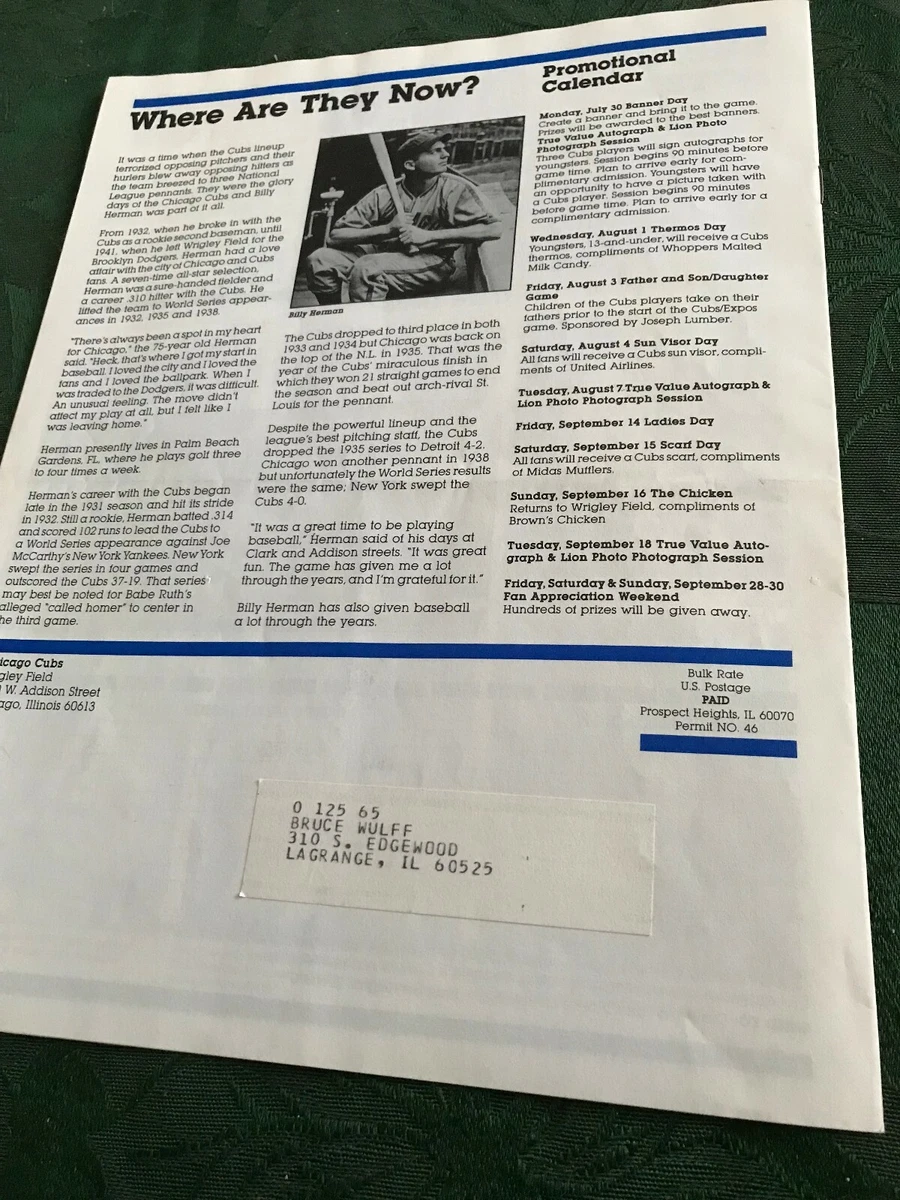 Where Are They Now?
It was a time when the Cubs lineup
terrorized opposing pitchers and their
hurlers blew away opposing hitters as
the team breezed to three National
League pennants. They were the glory
days of the Chicago Cubs and Billy
Herman was part of it all.
From 1932, when he broke in with the
Cubs as a rookie second baseman, until
1941, when he left Wrigley Field for the
Brooklyn Dodgers, Herman had a love
affair with the city of Chicago and Cubs
fans. A seven-time all-star selection,
Herman was a sure-handed fielder and
a career .310 hitter with the Cubs. He
lifted the team to World Series appear-
ances in 1932, 1935 and 1938.
"There's always been a spot in my heart
for Chicago," the 75-year old Herman
said. "Heck, that's where I got my start in
baseball. I loved the city and I loved the
fans and I loved the ballpark. When I
was traded to the Dodgers, it was difficult.
An unusual feeling. The move didn't
affect my play at all, but I felt like I
was leaving home."
Herman presently lives in Palm Beach
Gardens, FL, where he plays golf three
to four times a week.
Herman's career with the Cubs began
late in the 1931 season and hit its stride
in 1932. Still a rookie, Herman batted .314
and scored 102 runs to lead the Cubs to
a World Series appearance against Joe
McCarthy's New York Yankees. New York
swept the series in four games and
outscored the Cubs 37-19. That series
may best be noted for Babe Ruth's
alleged "called homer" to center in
he third game.
Billy Herman
The Cubs dropped to third place in both
1933 and 1934 but Chicago was back on
the top of the N.L. in 1935. That was the
year of the Cubs' miraculous finish in
which they won 21 straight games to end
the season and beat out arch-rival St.
Louis for the pennant.
Despite the powerful lineup and the
league's best pitching staff, the Cubs
dropped the 1935 series to Detroit 4-2.
Chicago won another pennant in 1938
but unfortunately the World Series results
were the same; New York swept the
Cubs 4-0.
"It was a great time to be playing
baseball," Herman said of his days at
Clark and Addison streets. "It was great
fun. The game has given me a lot
through the years, and I'm grateful for it."
Billy Herman has also given baseball
a lot through the years.
Promotional
Calendar
Monday, July 30 Banner Day
Create a banner and bring it to the game.
Prizes will be awarded to the best banners.
True Value Autograph & Lion Photo
Photograph Session
Three Cubs players will sign autographs for
youngsters. Session begins 90 minutes before
game time. Plan to arrive early for com-
plimentary admission. Youngsters will have
an opportunity to have a picture taken with
a Cubs player. Session begins 90 minutes
before game time. Plan to arrive early for a
complimentary admission.
Wednesday, August 1 Thermos Day
Youngsters, 13-and-under, will receive a Cubs
thermos, compliments of Whoppers Malted
Milk Candy.
Friday, August 3 Father and Son/Daughter
Game
Children of the Cubs players take on their
fathers prior to the start of the Cubs/Expos
game. Sponsored by Joseph Lumber.
Saturday, August 4 Sun Visor Day
All fans will receive a Cubs sun visor, compli-
ments of United Airlines.
Tuesday, August 7 True Value Autograph &
Lion Photo Photograph Session
Friday, September 14 Ladies Day
Saturday, September 15 Scarf Day
All fans will receive a Cubs scarf, compliments
of Midas Mufflers.
Sunday, September 16 The Chicken
Returns to Wrigley Field, compliments of
Brown's Chicken
Tuesday, September 18 True Value Auto-
graph & Lion Photo Photograph Session
Friday, Saturday & Sunday, September 28-30
Fan Appreciation Weekend
Hundreds of prizes will be given away.
icago Cubs
gley Field
W. Addison Street
ago, Illinois 60613
Bulk Rate
U.S. Postage
PAID
Prospect Heights, IL 60070
Permit NO. 46
0 125 65
BRUCE WULFF
310 S. EDGEWOOD
LAGRANGE, IL 60525